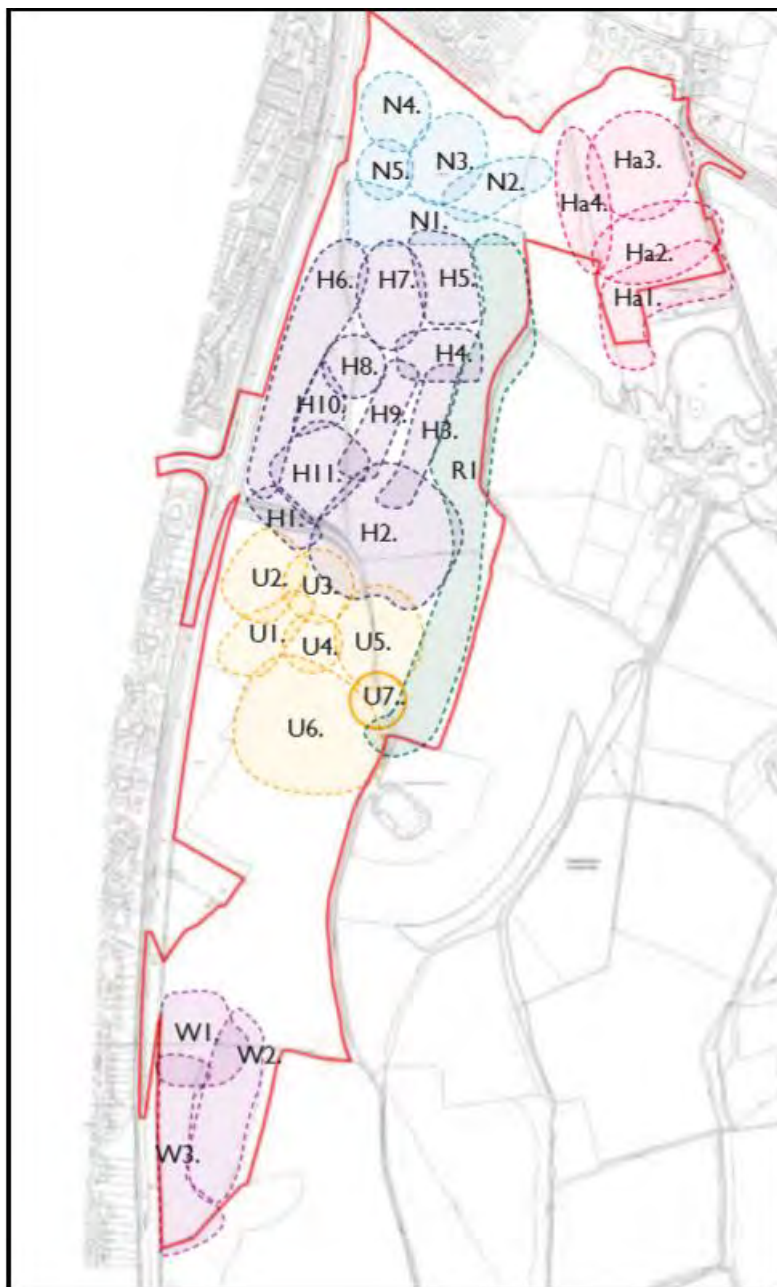 N4.
N3.
N5.
N2.
N1.
Ha3.
Ha4.
Ha2.
Ha1.
H6.
H7.
H5.
H8.
H4.
H10.
H9.
H3.
H11.
R1
H1.
H2.
U2.
U3.
U1.
U4.
U5.
U7.
U6.
W1.
W2.
W3.